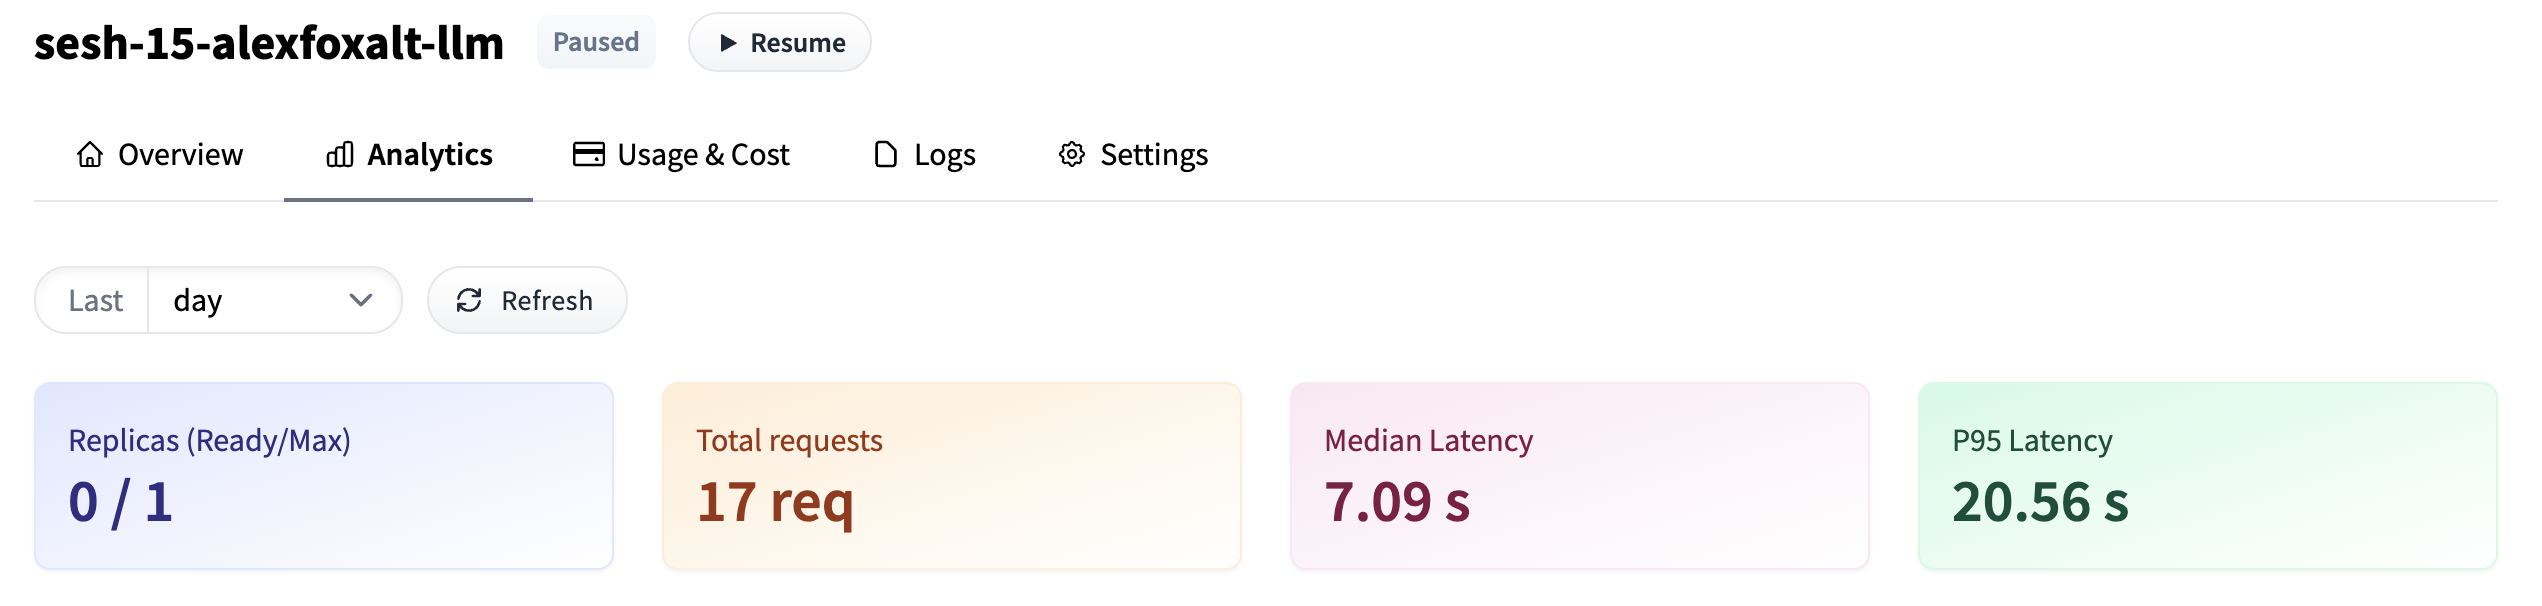 sesh-15-alexfoxalt-llm Paused Resume
Overview Analytics Usage & Cost Logs Settings
Last day Refresh
Replicas (Ready/Max)
0 / 1
Total requests
17 req
Median Latency
7.09 s
P95 Latency
20.56 s